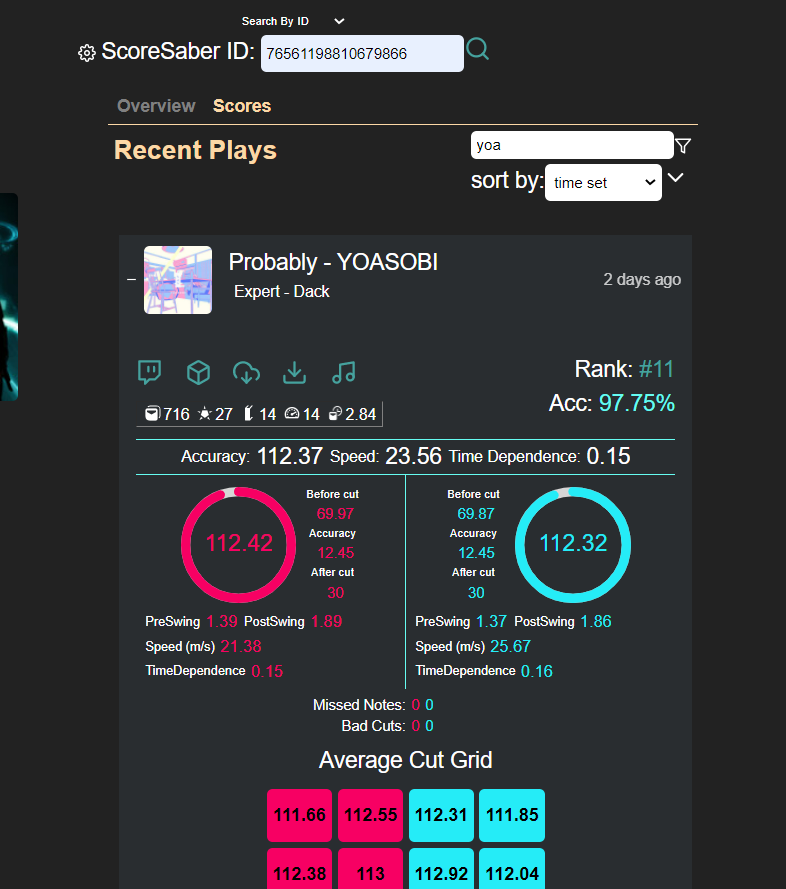 Search By ID
ScoreSaber ID: 76561198810679866
Overview Scores
Recent Plays
yoa
sort by: time set
Probably - YOASOBI
Expert - Dack
2 days ago
Rank: #11
Acc: 97.75%
716 27 14 14 2.84
Accuracy: 112.37 Speed: 23.56 Time Dependence: 0.15
112.42
Before cut
69.97
Accuracy
12.45
After cut
30
PreSwing 1.39 PostSwing 1.89
Speed (m/s) 21.38
TimeDependence 0.15
Before cut
69.87
Accuracy
12.45
After cut
30
112.32
PreSwing 1.37 PostSwing 1.86
Speed (m/s) 25.67
TimeDependence 0.16
Missed Notes: 0 0
Bad Cuts: 0 0
Average Cut Grid
111.66 112.55 112.31 111.85
112.38 113 112.92 112.04